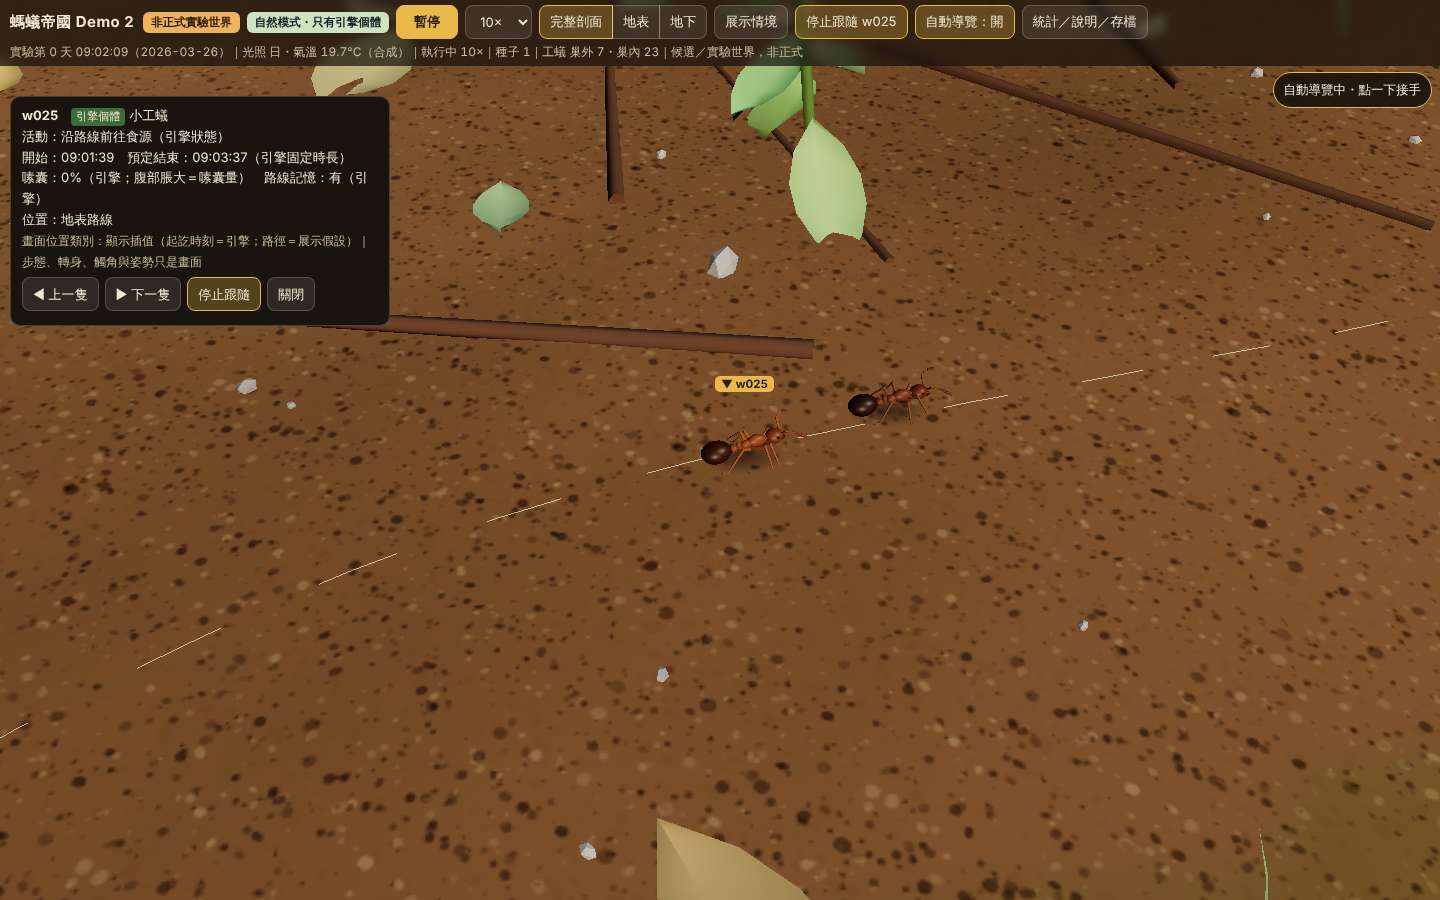 螞蟻帝國 Demo 2 非正式實驗世界 自然模式・只有引擎個體 暫停 10× 完整剖面 地表 地下 展示情境 停止跟隨 w025 自動導覽：開 統計／說明／存檔
實驗第 0 天 09:02:09（2026-03-26）｜光照 日・氣溫 19.7°C（合成）｜執行中 10×｜種子 1｜工蟻 巢外 7・巢內 23｜候選／實驗世界，非正式
自動導覽中・點一下接手
w025 引擎個體 小工蟻
活動：沿路線前往食源（引擎狀態）
開始：09:01:39 預定結束：09:03:37（引擎固定時長）
嗉囊：0%（引擎；腹部脹大＝嗉囊量） 路線記憶：有（引
擎）
位置：地表路線
畫面位置類別：顯示插值（起訖時刻＝引擎；路徑＝展示假設）｜
步態、轉身、觸角與姿勢只是畫面
◀ 上一隻 ▶ 下一隻 停止跟隨 關閉
▼ w025